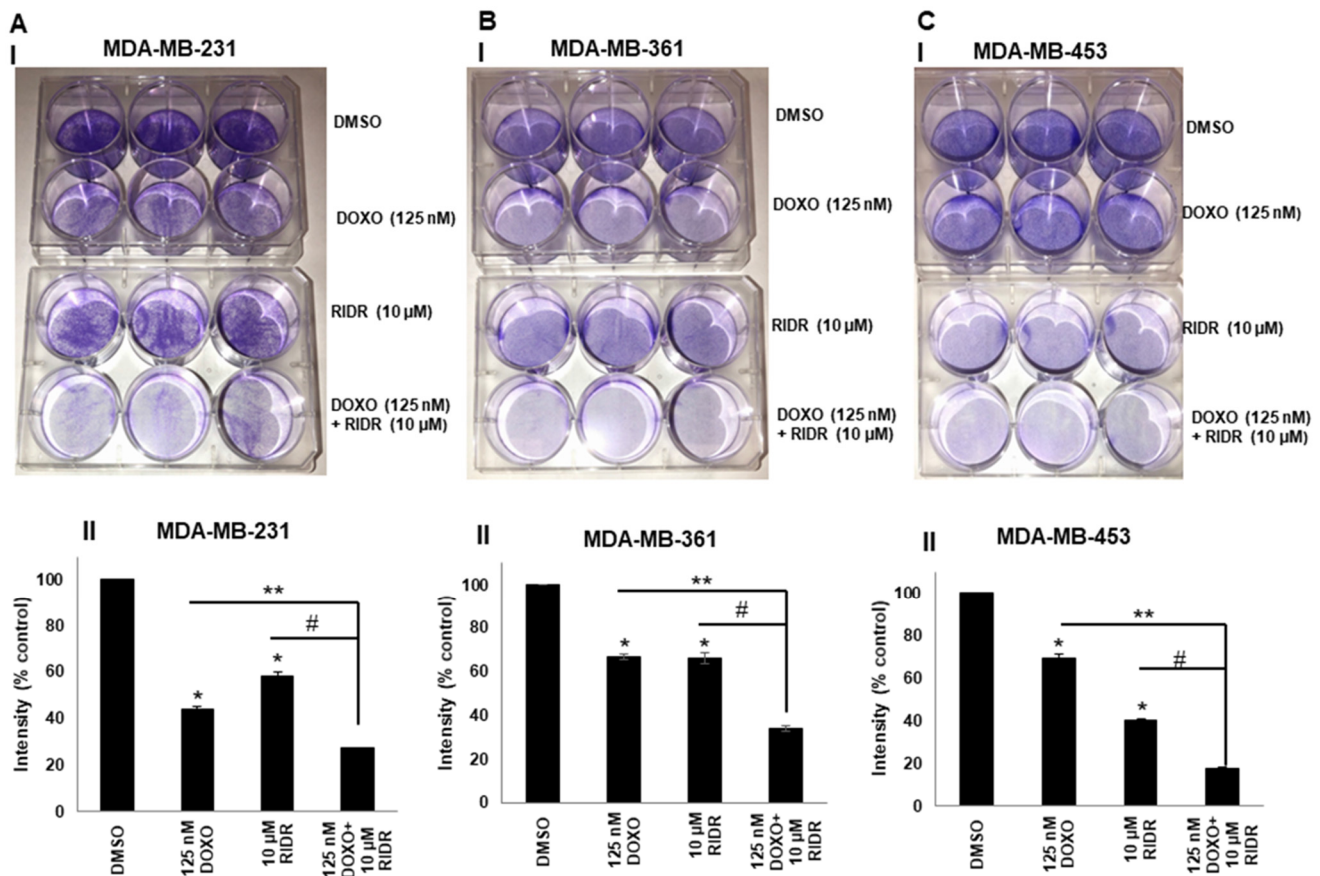 A
I
MDA-MB-231
DMSO
DOXO (125 nM)
RIDR (10 µM)
DOXO (125 nM)
+ RIDR (10 µM)
B
I
MDA-MB-361
DMSO
DOXO (125 nM)
RIDR (10 µM)
DOXO (125 nM)
+ RIDR (10 µM)
C
I
MDA-MB-453
DMSO
DOXO (125 nM)
RIDR (10 µM)
DOXO (125 nM)
+ RIDR (10 µM)
II
MDA-MB-231
Intensity (% control)
100
80
60
40
20
0
*
*
**
#
DMSO
125 nM
DOXO
10 µM
RIDR
125 nM
DOXO+
10 µM
RIDR
II
MDA-MB-361
Intensity (% control)
100
80
60
40
20
0
*
*
**
#
DMSO
125 nM
DOXO
10 µM
RIDR
125 nM
DOXO+
10 µM
RIDR
II
MDA-MB-453
Intensity (% control)
100
80
60
40
20
0
*
*
**
#
DMSO
125 nM
DOXO
10 µM
RIDR
125 nM
DOXO+
10 µM
RIDR